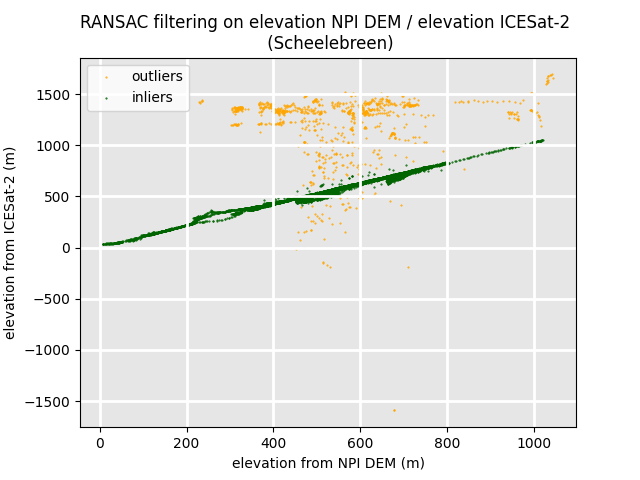 RANSAC filtering on elevation NPI DEM / elevation ICESat-2
(Scheelebreen)
outliers
inliers
elevation from ICESat-2 (m)
1500
1000
500
0
−500
−1000
−1500
0 200 400 600 800 1000
elevation from NPI DEM (m)